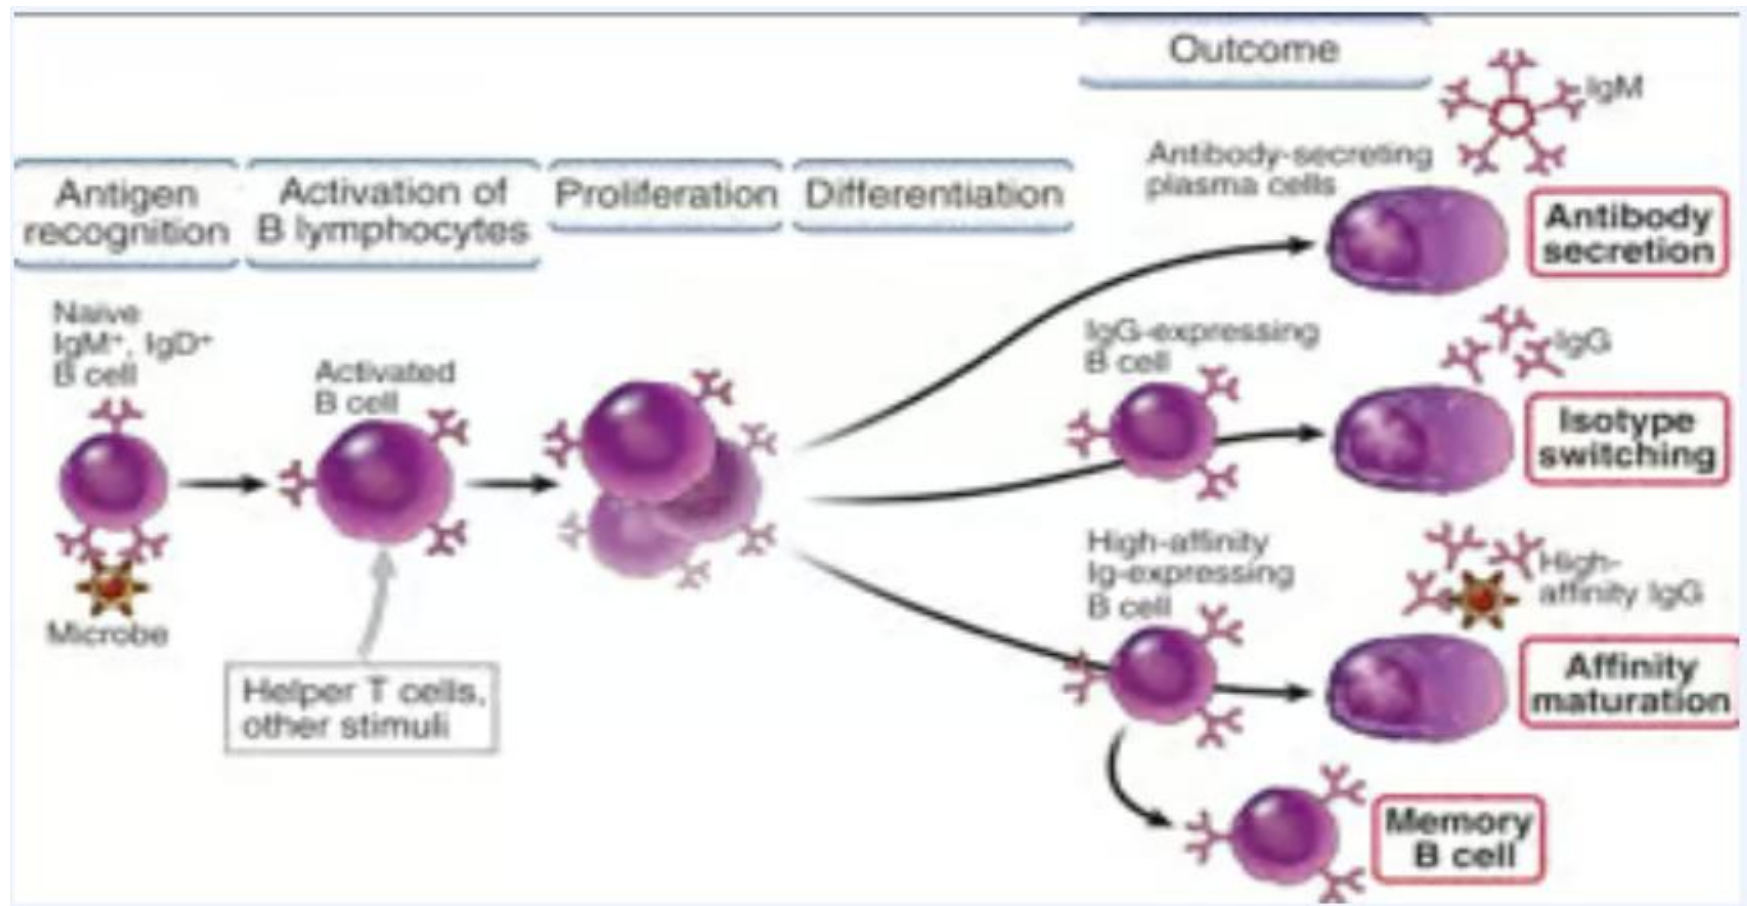 Outcome
IgM
Antibody-secreting
plasma cells
Antigen
recognition
Activation of
B lymphocytes
Proliferation
Differentiation
Antibody
secretion
Naive
IgM+, IgD+
B cell
Activated
B cell
IgG-expressing
B cell
IgG
Isotype
switching
High-affinity
Ig-expressing
B cell
High-
affinity IgG
Microbe
Helper T cells,
other stimuli
Affinity
maturation
Memory
B cell